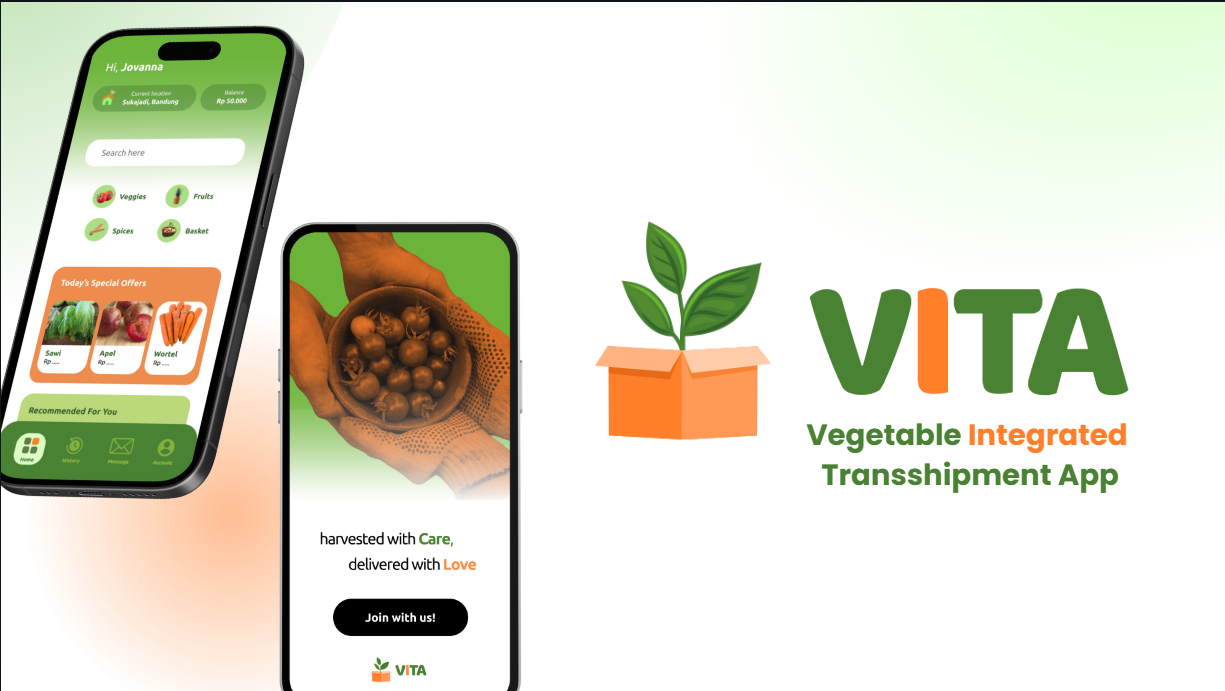 Hi, Jovanna
Current location
Sukajadi, Bandung
Balance
Rp 50.000
Search here
Veggies
Fruits
Spices
Basket
Today's Special Offers
Sawi
Rp .....
Apel
Rp .....
Wortel
Rp .....
Recommended For You
Home
History
Message
Account
harvested with Care,
delivered with Love
Join with us!
VITA
VITA
Vegetable Integrated
Transshipment App